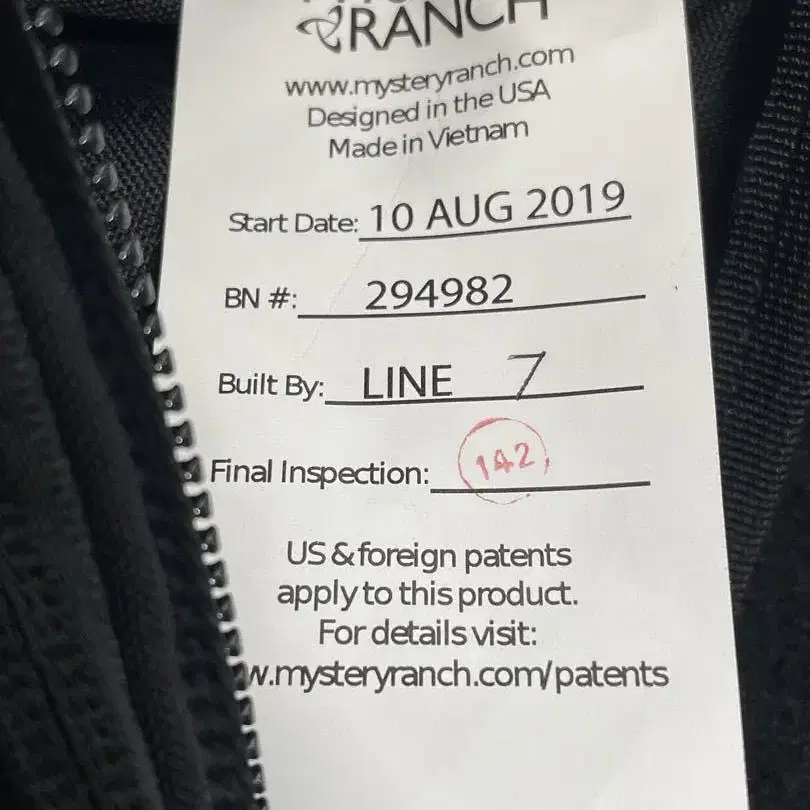 RANCH
www.mysteryranch.com
Designed in the USA
Made in Vietnam
Start Date: 10 AUG 2019
BN #: 294982
Built By: LINE 7
Final Inspection: 142
US & foreign patents
apply to this product.
For details visit:
w.mysteryranch.com/patents